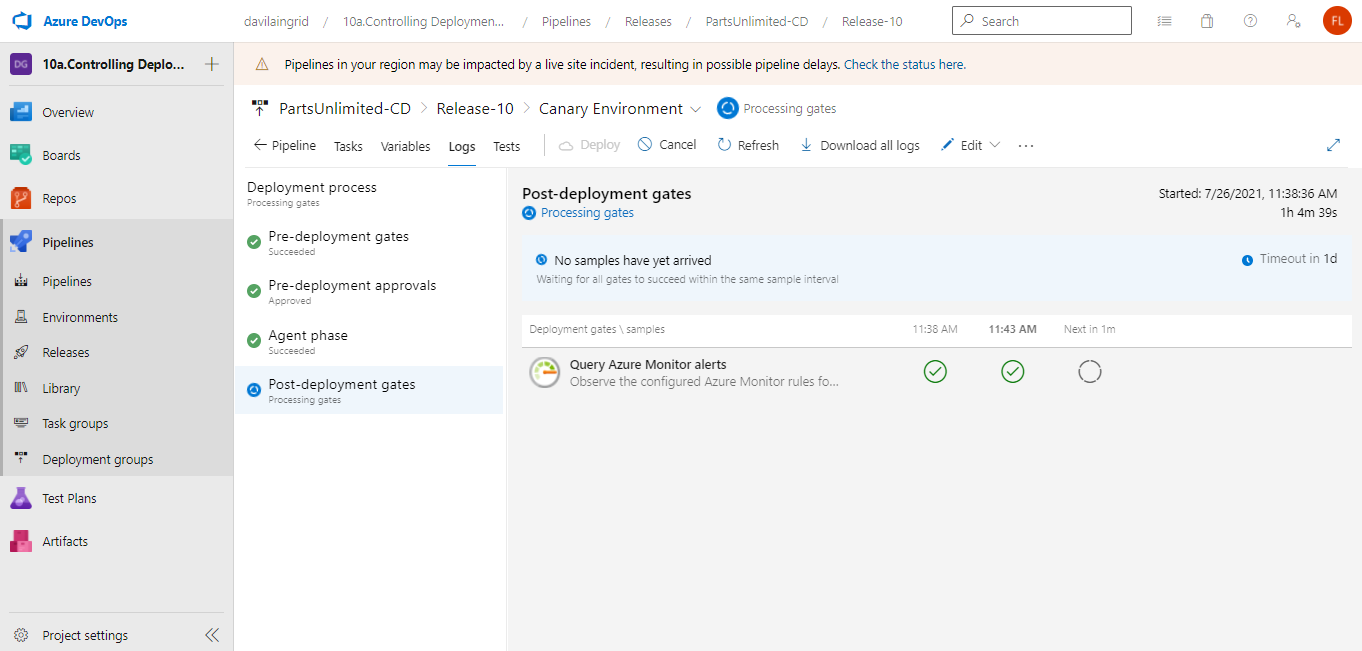 Azure DevOps
davilaingrid / 10a.Controlling Deploymen... / Pipelines / Releases / PartsUnlimited-CD / Release-10
Search
FL
DG 10a.Controlling Deplo...
Pipelines in your region may be impacted by a live site incident, resulting in possible pipeline delays. Check the status here.
Overview
Boards
Repos
Pipelines
Pipelines
Environments
Releases
Library
Task groups
Deployment groups
Test Plans
Artifacts
Project settings
PartsUnlimited-CD > Release-10 > Canary Environment
Processing gates
Pipeline Tasks Variables Logs Tests
Deploy Cancel Refresh Download all logs Edit ...
Deployment process
Processing gates
Pre-deployment gates
Succeeded
Pre-deployment approvals
Approved
Agent phase
Succeeded
Post-deployment gates
Processing gates
Post-deployment gates
Processing gates
Started: 7/26/2021, 11:38:36 AM
1h 4m 39s
No samples have yet arrived
Waiting for all gates to succeed within the same sample interval
Timeout in 1d
Deployment gates \ samples 11:38 AM 11:43 AM Next in 1m
Query Azure Monitor alerts
Observe the configured Azure Monitor rules fo...